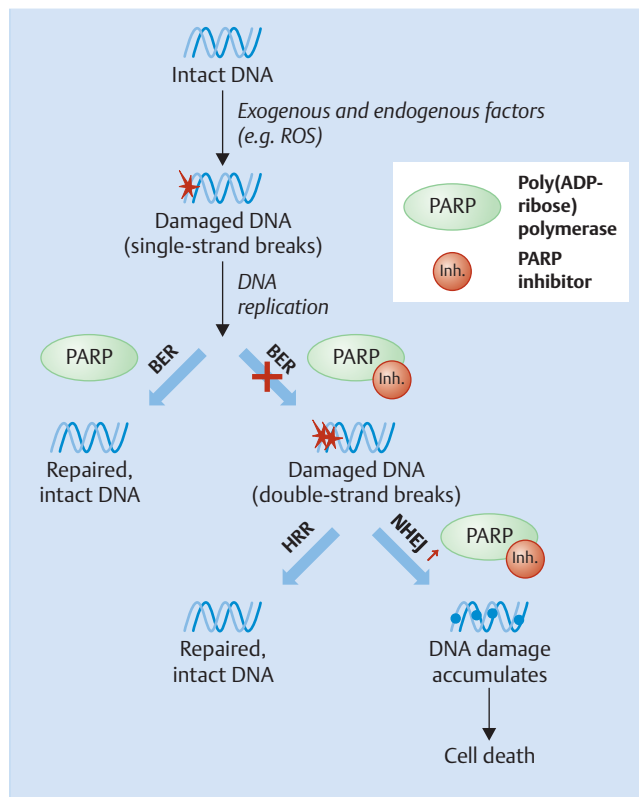 Intact DNA
Exogenous and endogenous factors
(e.g. ROS)
Damaged DNA
(single-strand breaks)
PARP
Poly(ADP-
ribose)
polymerase
Inh.
PARP
inhibitor
DNA
replication
PARP
BER
BER
PARP
Inh.
Repaired,
intact DNA
Damaged DNA
(double-strand breaks)
HRR
NHEJ
PARP
Inh.
Repaired,
intact DNA
DNA damage
accumulates
Cell death